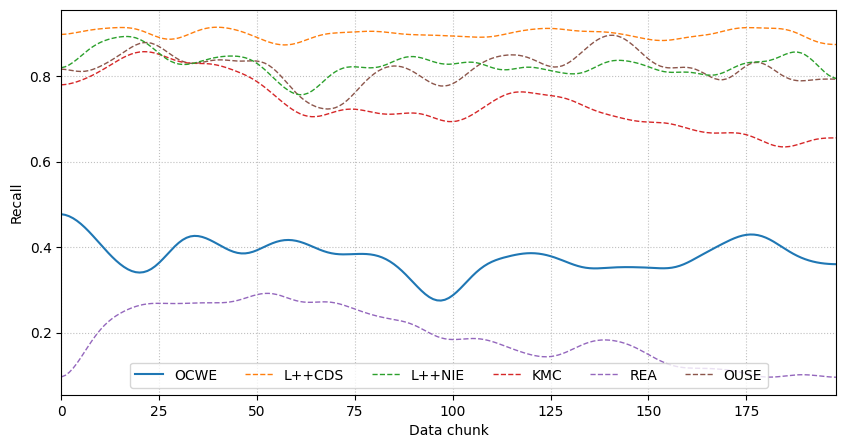 Recall
0.8
0.6
0.4
0.2
OCWE L++CDS L++NIE KMC REA OUSE
0 25 50 75 100 125 150 175
Data chunk